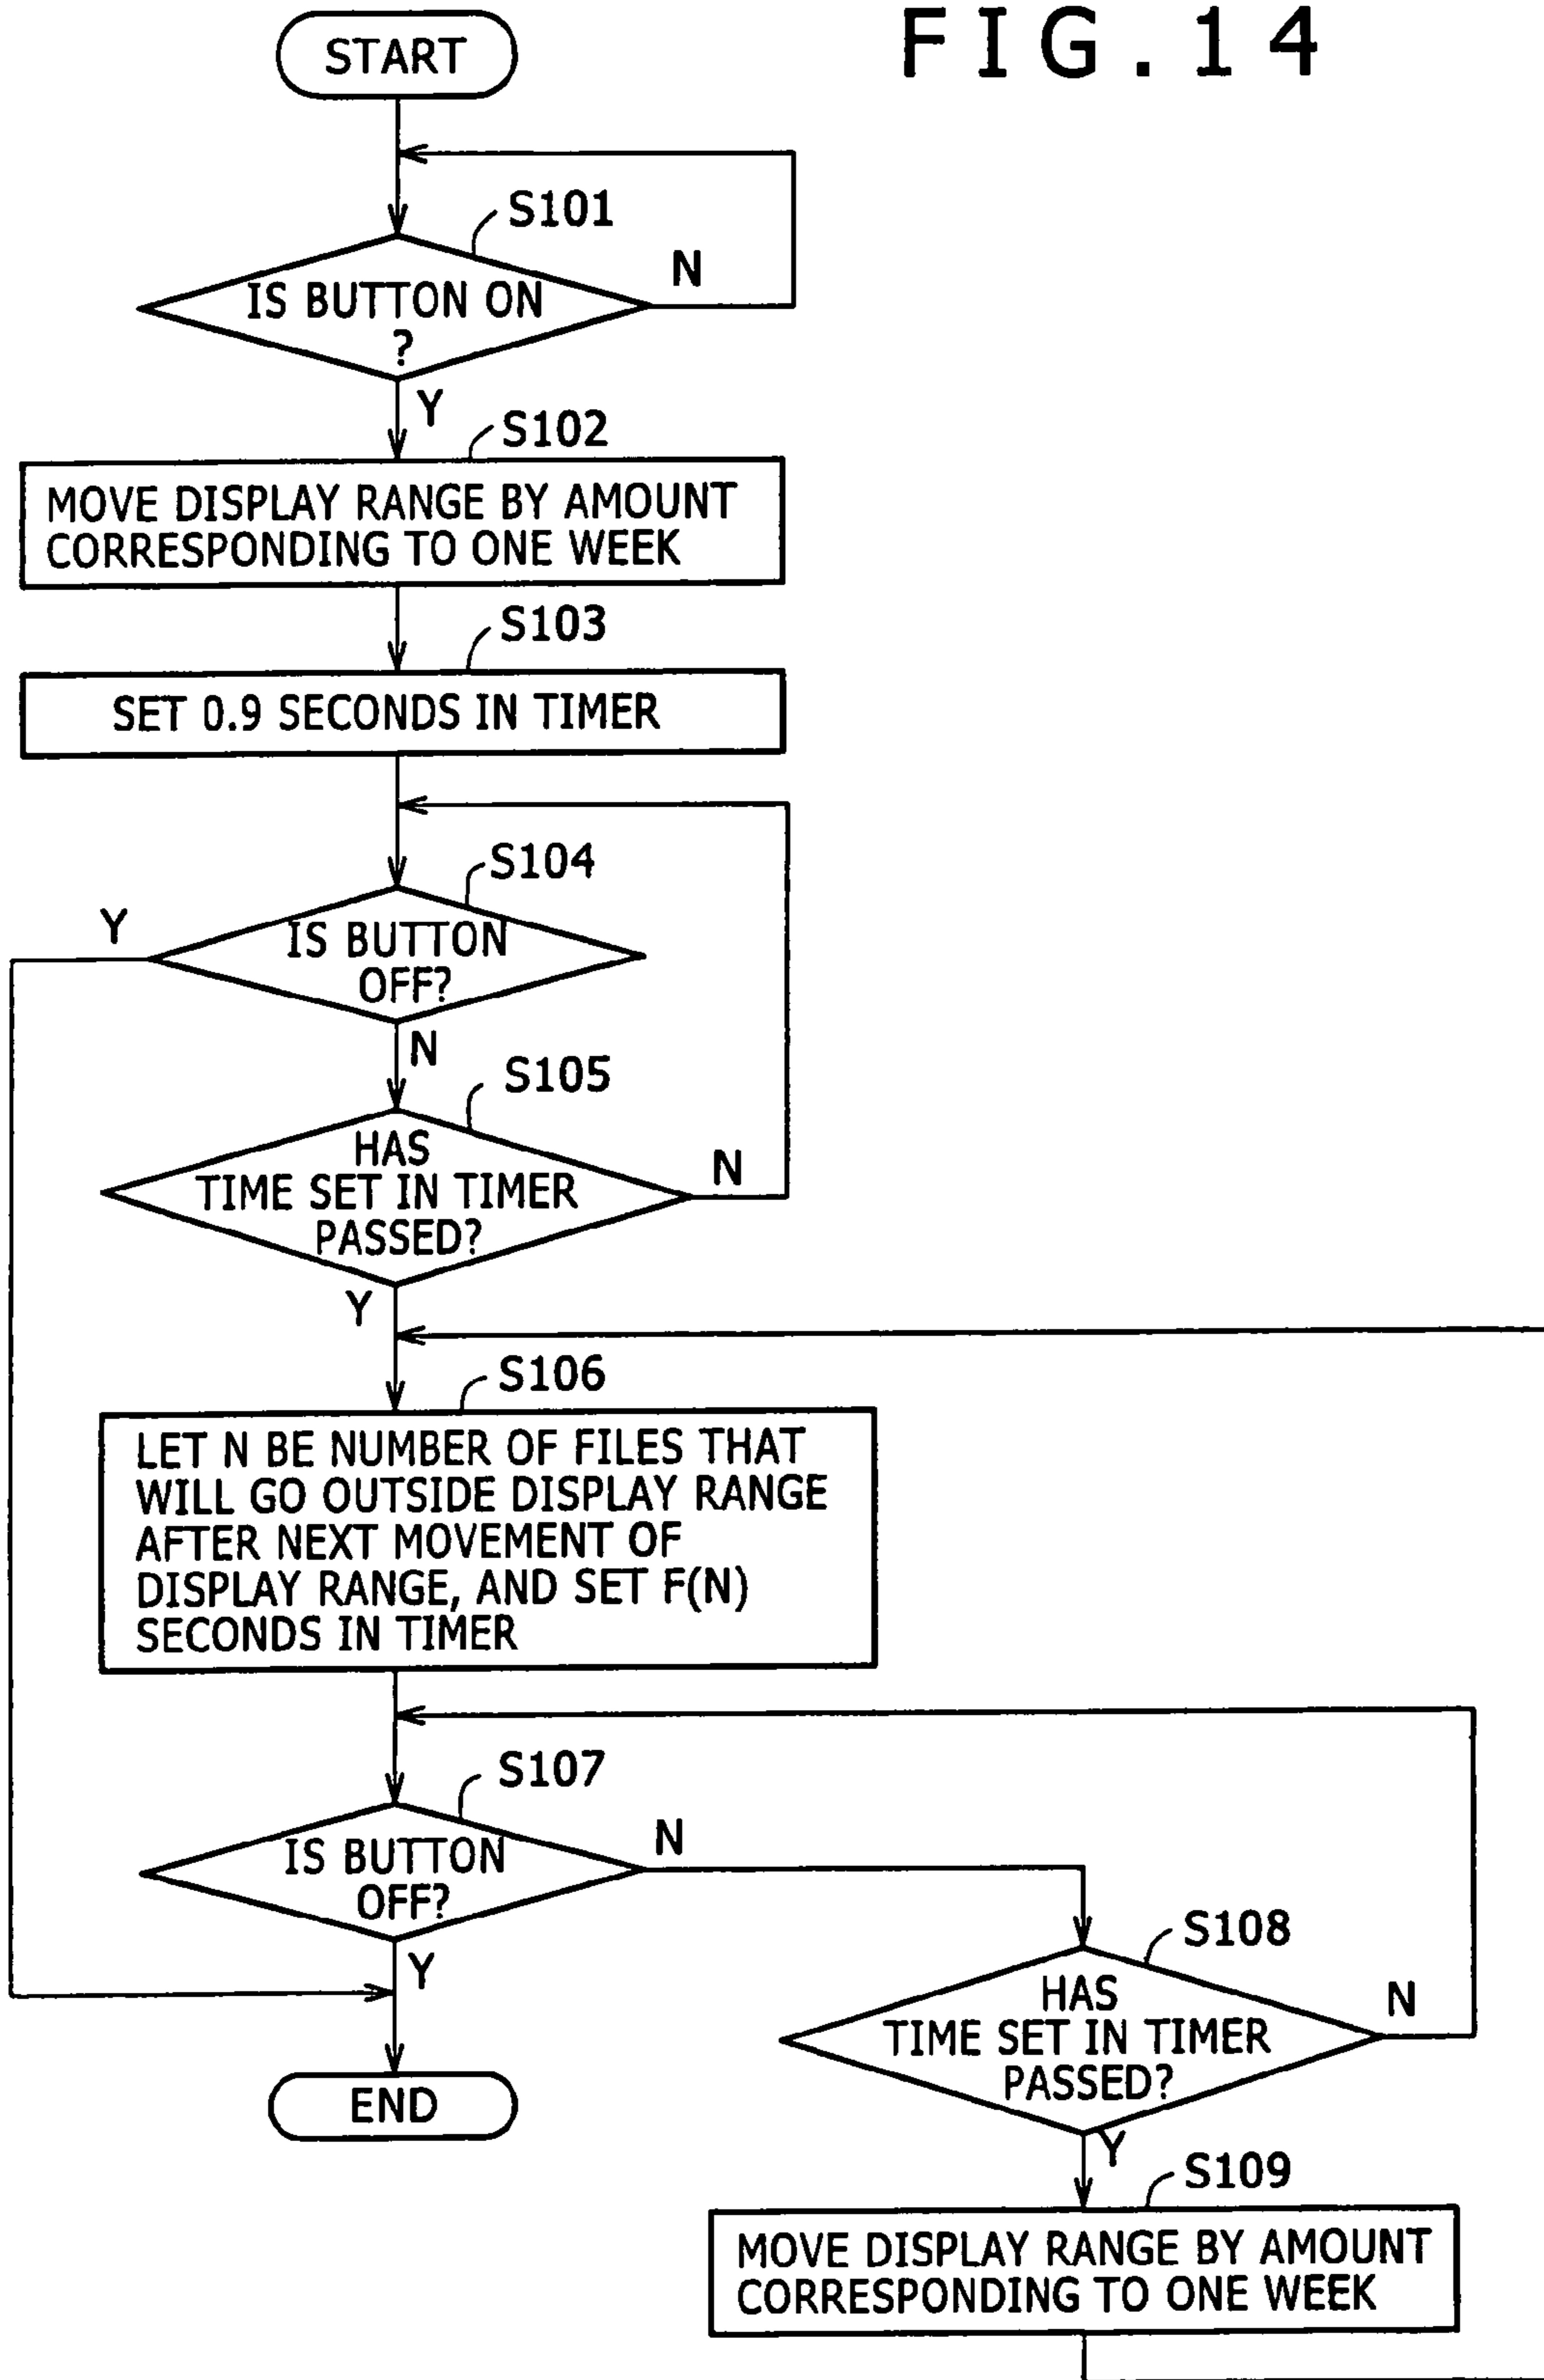 FIG.14
START
S101
IS BUTTON ON
?
N
Y
S102
MOVE DISPLAY RANGE BY AMOUNT
CORRESPONDING TO ONE WEEK
S103
SET 0.9 SECONDS IN TIMER
S104
Y
IS BUTTON
OFF?
N
S105
HAS
TIME SET IN TIMER
PASSED?
N
Y
S106
LET N BE NUMBER OF FILES THAT
WILL GO OUTSIDE DISPLAY RANGE
AFTER NEXT MOVEMENT OF
DISPLAY RANGE, AND SET F(N)
SECONDS IN TIMER
S107
IS BUTTON
OFF?
N
Y
S108
HAS
TIME SET IN TIMER
PASSED?
N
END
Y
S109
MOVE DISPLAY RANGE BY AMOUNT
CORRESPONDING TO ONE WEEK